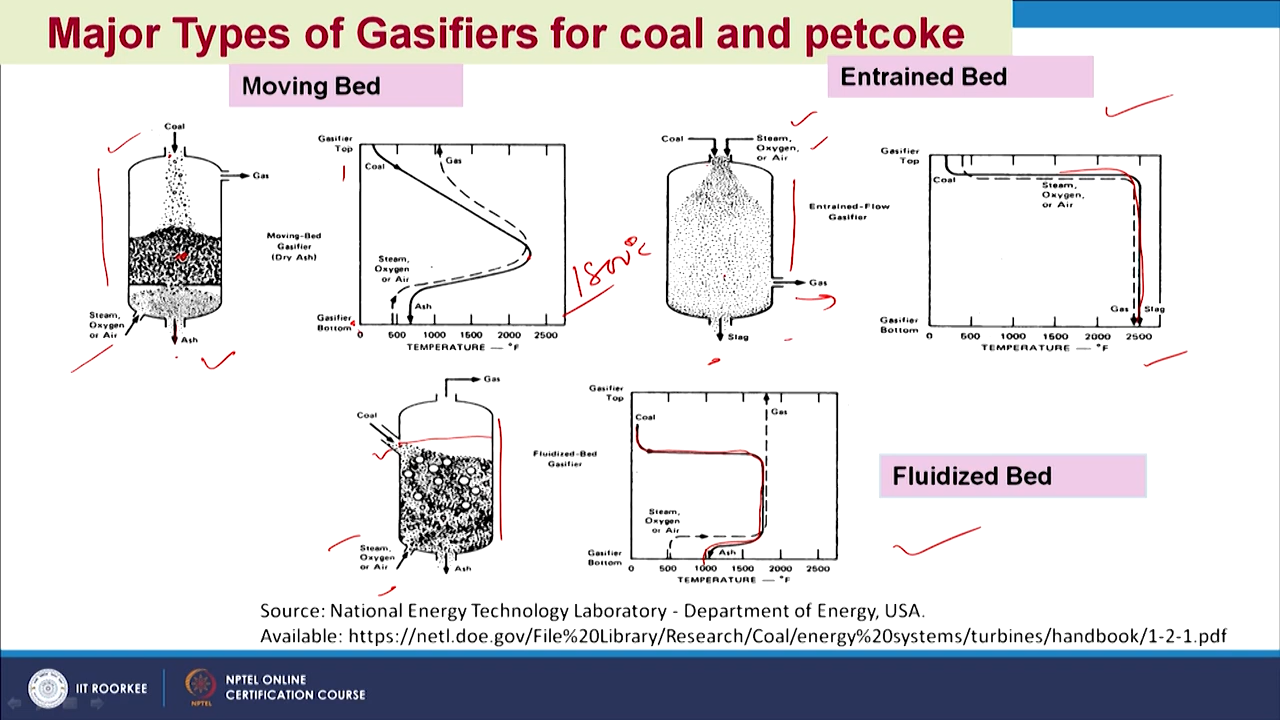 Major Types of Gasifiers for coal and petcoke
Moving Bed
Entrained Bed
Coal
Gas
Steam,
Oxygen
or Air
Ash
Moving-Bed
Gasifier
(Dry Ash)
Gasifier
Top
Coal
Gas
Steam,
Oxygen
or Air
Ash
Gasifier
Bottom
0 500 1000 1500 2000 2500
TEMPERATURE — °F
1800°C
Coal
Steam,
Oxygen
or Air
Entrained-Flow
Gasifier
Gas
Slag
Gasifier
Top
Coal
Steam,
Oxygen
or Air
Gas
Slag
Gasifier
Bottom
0 500 1000 1500 2000 2500
TEMPERATURE — °F
Gas
Coal
Steam,
Oxygen
or Air
Ash
Fluidized-Bed
Gasifier
Gasifier
Top
Coal
Gas
Steam,
Oxygen
or Air
Ash
Gasifier
Bottom
0 500 1000 1500 2000 2500
TEMPERATURE — °F
Fluidized Bed
Source: National Energy Technology Laboratory - Department of Energy, USA.
Available: https://netl.doe.gov/File%20Library/Research/Coal/energy%20systems/turbines/handbook/1-2-1.pdf
IIT ROORKEE
NPTEL ONLINE
CERTIFICATION COURSE
NPTEL